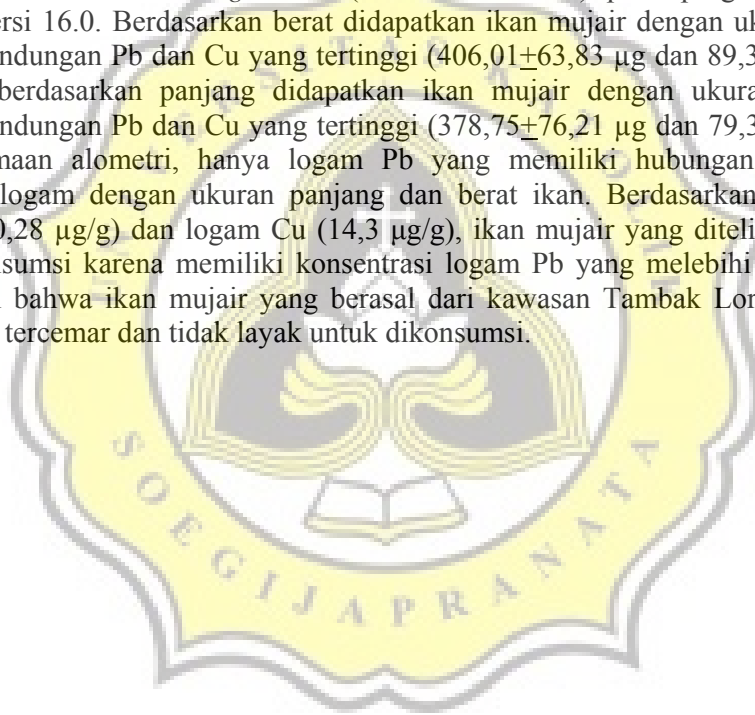 ersi 16.0. Berdasarkan berat didapatkan ikan mujair dengan uk
ndungan Pb dan Cu yang tertinggi (406,01±63,83 µg dan 89,3
berdasarkan panjang didapatkan ikan mujair dengan ukura
ndungan Pb dan Cu yang tertinggi (378,75±76,21 µg dan 79,3
maan alometri, hanya logam Pb yang memiliki hubungan
logam dengan ukuran panjang dan berat ikan. Berdasarkan
0,28 µg/g) dan logam Cu (14,3 µg/g), ikan mujair yang diteli
nsumsi karena memiliki konsentrasi logam Pb yang melebihi
bahwa ikan mujair yang berasal dari kawasan Tambak Lor
tercemar dan tidak layak untuk dikonsumsi.
SOEGIJAPRANATA